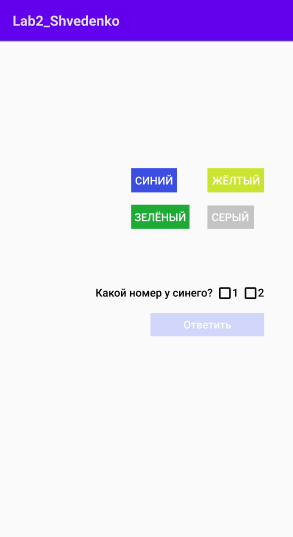 Lab2_Shvedenko
СИНИЙ ЖЁЛТЫЙ
ЗЕЛЁНЫЙ СЕРЫЙ
Какой номер у синего? 1 2
Ответить